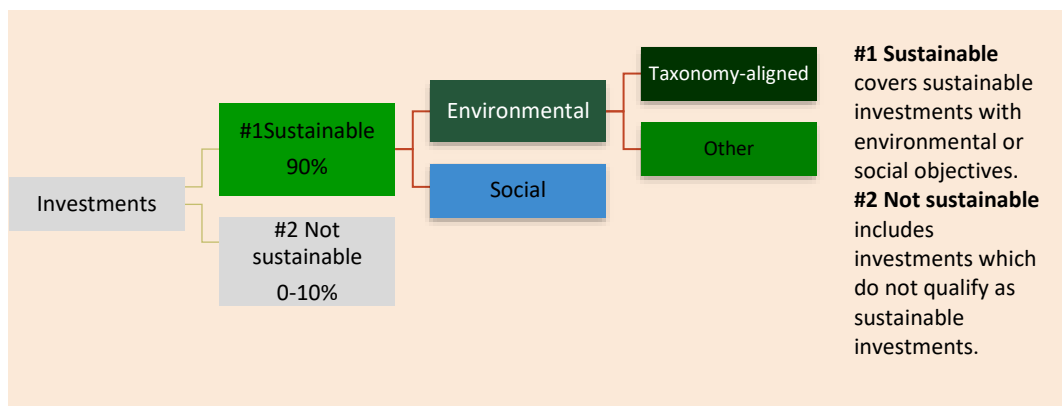 Investments
#1Sustainable
90%
#2 Not
sustainable
0-10%
Environmental
Social
Taxonomy-aligned
Other
#1 Sustainable
covers sustainable
investments with
environmental or
social objectives.
#2 Not sustainable
includes
investments which
do not qualify as
sustainable
investments.